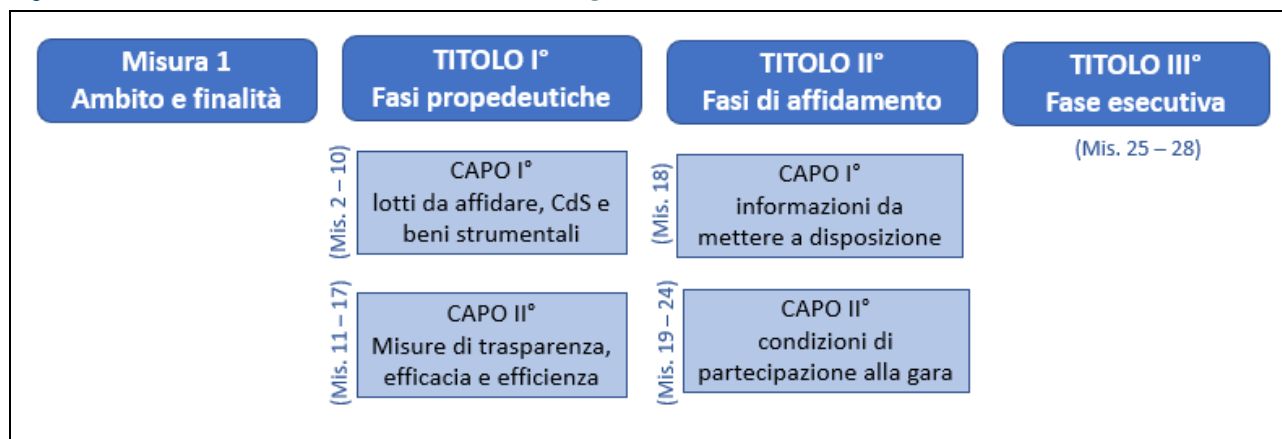 Misura 1
Ambito e finalità
TITOLO I°
Fasi propedeutiche
(Mis. 2 – 10)
CAPO I°
lotti da affidare, CdS e
beni strumentali
(Mis. 11 – 17)
CAPO II°
Misure di trasparenza,
efficacia e efficienza
TITOLO II°
Fasi di affidamento
(Mis. 18)
CAPO I°
informazioni da
mettere a disposizione
(Mis. 19 – 24)
CAPO II°
condizioni di
partecipazione alla gara
TITOLO III°
Fase esecutiva
(Mis. 25 – 28)